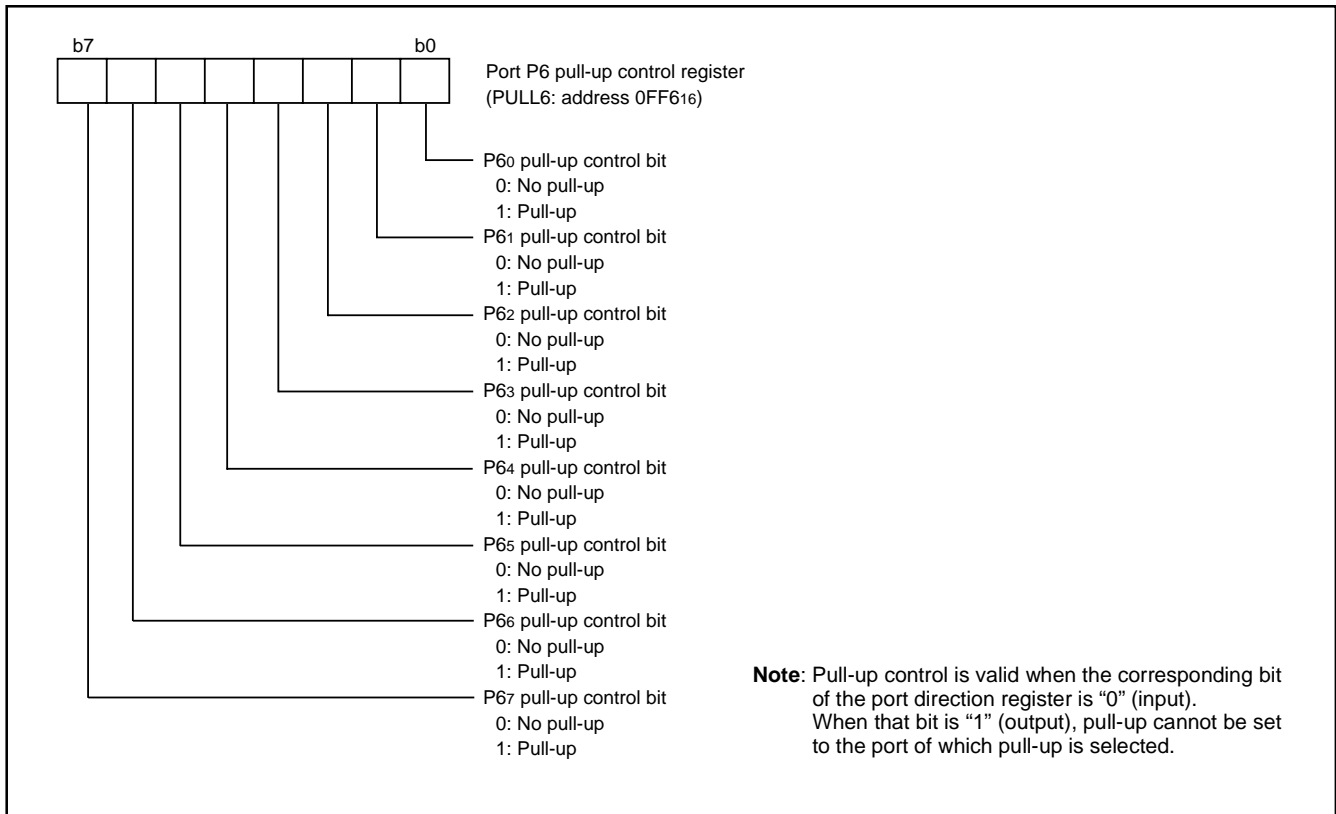 b7 b0
Port P6 pull-up control register
(PULL6: address 0FF616)
P60 pull-up control bit
0: No pull-up
1: Pull-up
P61 pull-up control bit
0: No pull-up
1: Pull-up
P62 pull-up control bit
0: No pull-up
1: Pull-up
P63 pull-up control bit
0: No pull-up
1: Pull-up
P64 pull-up control bit
0: No pull-up
1: Pull-up
P65 pull-up control bit
0: No pull-up
1: Pull-up
P66 pull-up control bit
0: No pull-up
1: Pull-up
P67 pull-up control bit
0: No pull-up
1: Pull-up
Note: Pull-up control is valid when the corresponding bit
of the port direction register is “0” (input).
When that bit is “1” (output), pull-up cannot be set
to the port of which pull-up is selected.